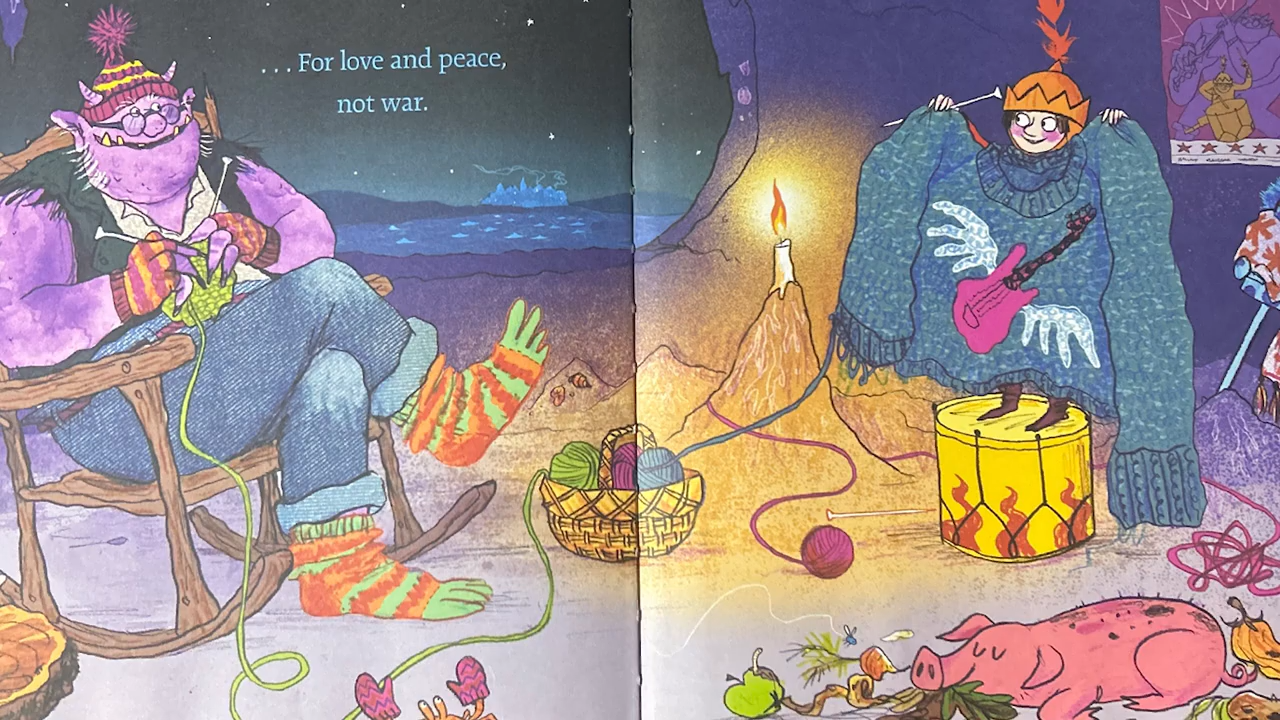 ...For love and peace,
not war.